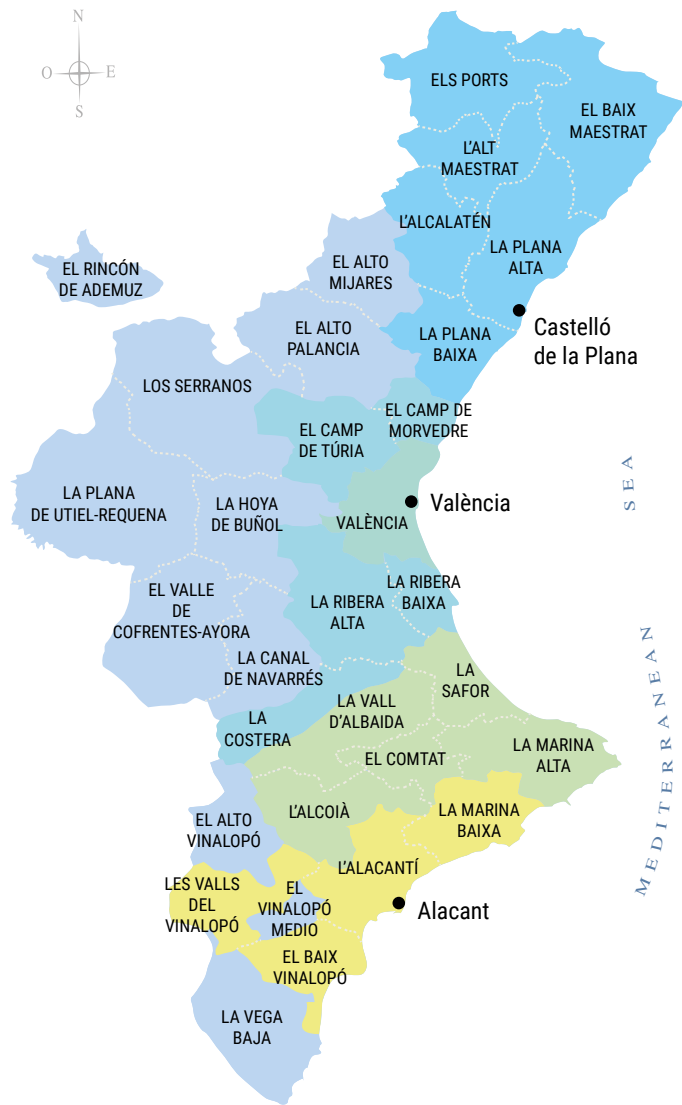 N
O
E
S
ELS PORTS
EL BAIX
MAESTRAT
L'ALT
MAESTRAT
L'ALCALATÉN
LA PLANA
ALTA
EL RINCÓN
DE ADEMUZ
EL ALTO
MIJARES
EL ALTO
PALANCIA
LA PLANA
BAIXA
Castelló
de la Plana
LOS SERRANOS
EL CAMP DE
MORVEDRE
EL CAMP
DE TÚRIA
LA PLANA
DE UTIEL-REQUENA
LA HOYA
DE BUÑOL
VALÈNCIA
València
MEDITERRANEAN
SEA
EL VALLE
DE
COFRENTES-AYORA
LA RIBERA
ALTA
LA RIBERA
BAIXA
LA CANAL
DE NAVARRÉS
LA
SAFOR
LA
COSTERA
LA VALL
D'ALBAIDA
EL COMTAT
LA MARINA
ALTA
EL ALTO
VINALOPÓ
L'ALCOIÀ
LA MARINA
BAIXA
LES VALLS
DEL
VINALOPÓ
EL
VINALOPÓ
MEDIO
L'ALACANTÍ
Alacant
EL BAIX
VINALOPÓ
LA VEGA
BAJA